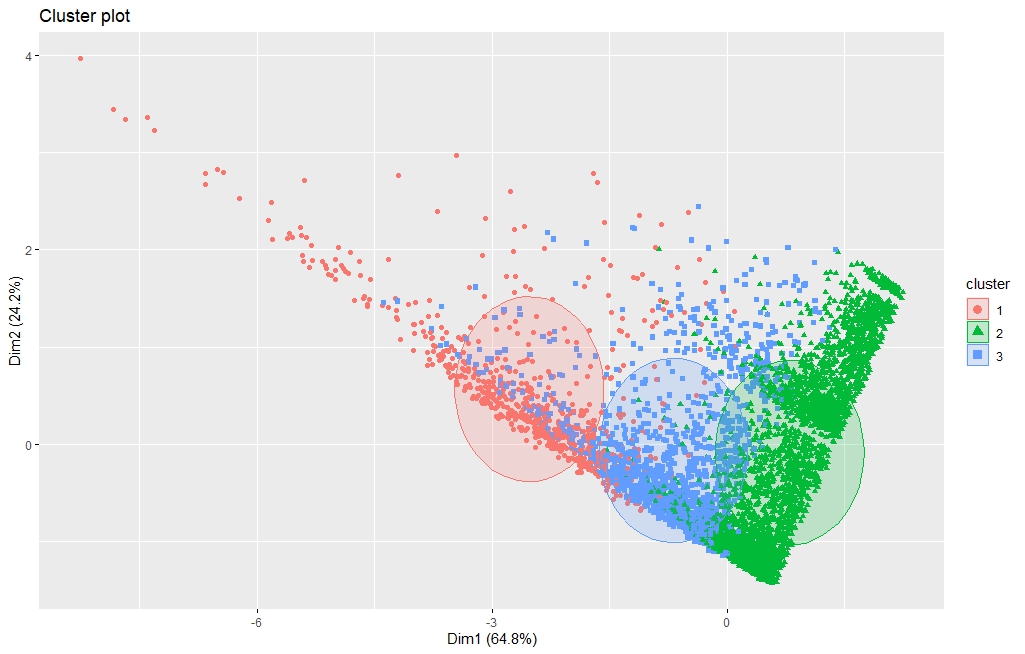 Cluster plot
4
2
0
Dim2 (24.2%)
-6
-3
0
Dim1 (64.8%)
cluster
1
2
3